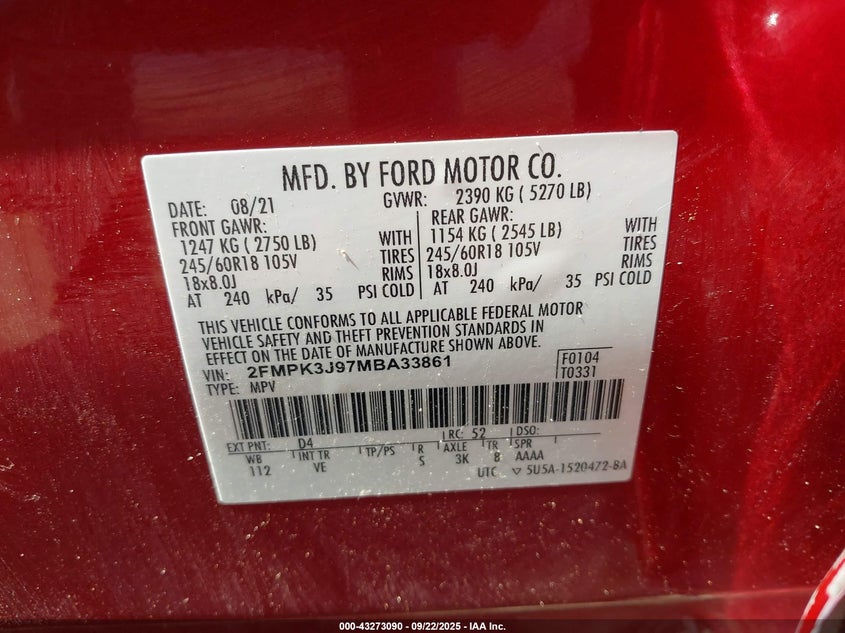 MFD. BY FORD MOTOR CO.
DATE: 08/21 GVWR: 2390 KG ( 5270 LB)
FRONT GAWR: REAR GAWR:
1247 KG ( 2750 LB) WITH 1154 KG ( 2545 LB) WITH
245/60R18 105V TIRES 245/60R18 105V TIRES
18x8.0J RIMS 18x8.0J RIMS
AT 240 kPa/ 35 PSI COLD AT 240 kPa/ 35 PSI COLD
THIS VEHICLE CONFORMS TO ALL APPLICABLE FEDERAL MOTOR
VEHICLE SAFETY AND THEFT PREVENTION STANDARDS IN
EFFECT ON THE DATE OF MANUFACTURE SHOWN ABOVE.
VIN: 2FMPK3J97MBA33861 F0104
TYPE: MPV T0331
EXT PNT: D4 RC: 52 DSO:
WB INT TR TP/PS R AXLE TR SPR
112 VE S 3K 8 AAAA
UTC ▽ 5U5A-1520472-BA
000-43273090 - 09/22/2025 - IAA Inc.